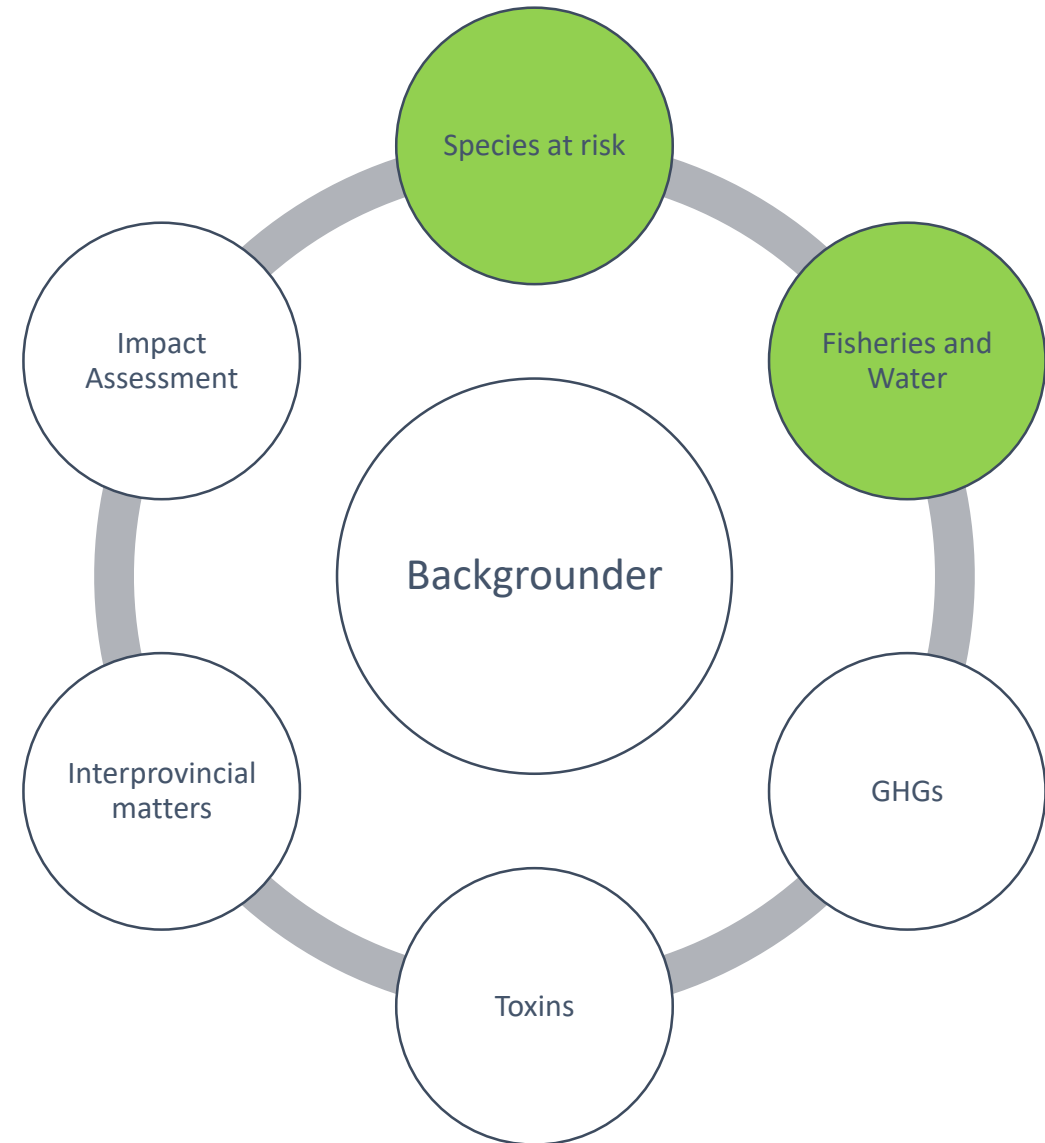 Species at risk
Fisheries and
Water
GHGs
Toxins
Interprovincial
matters
Impact
Assessment
Backgrounder